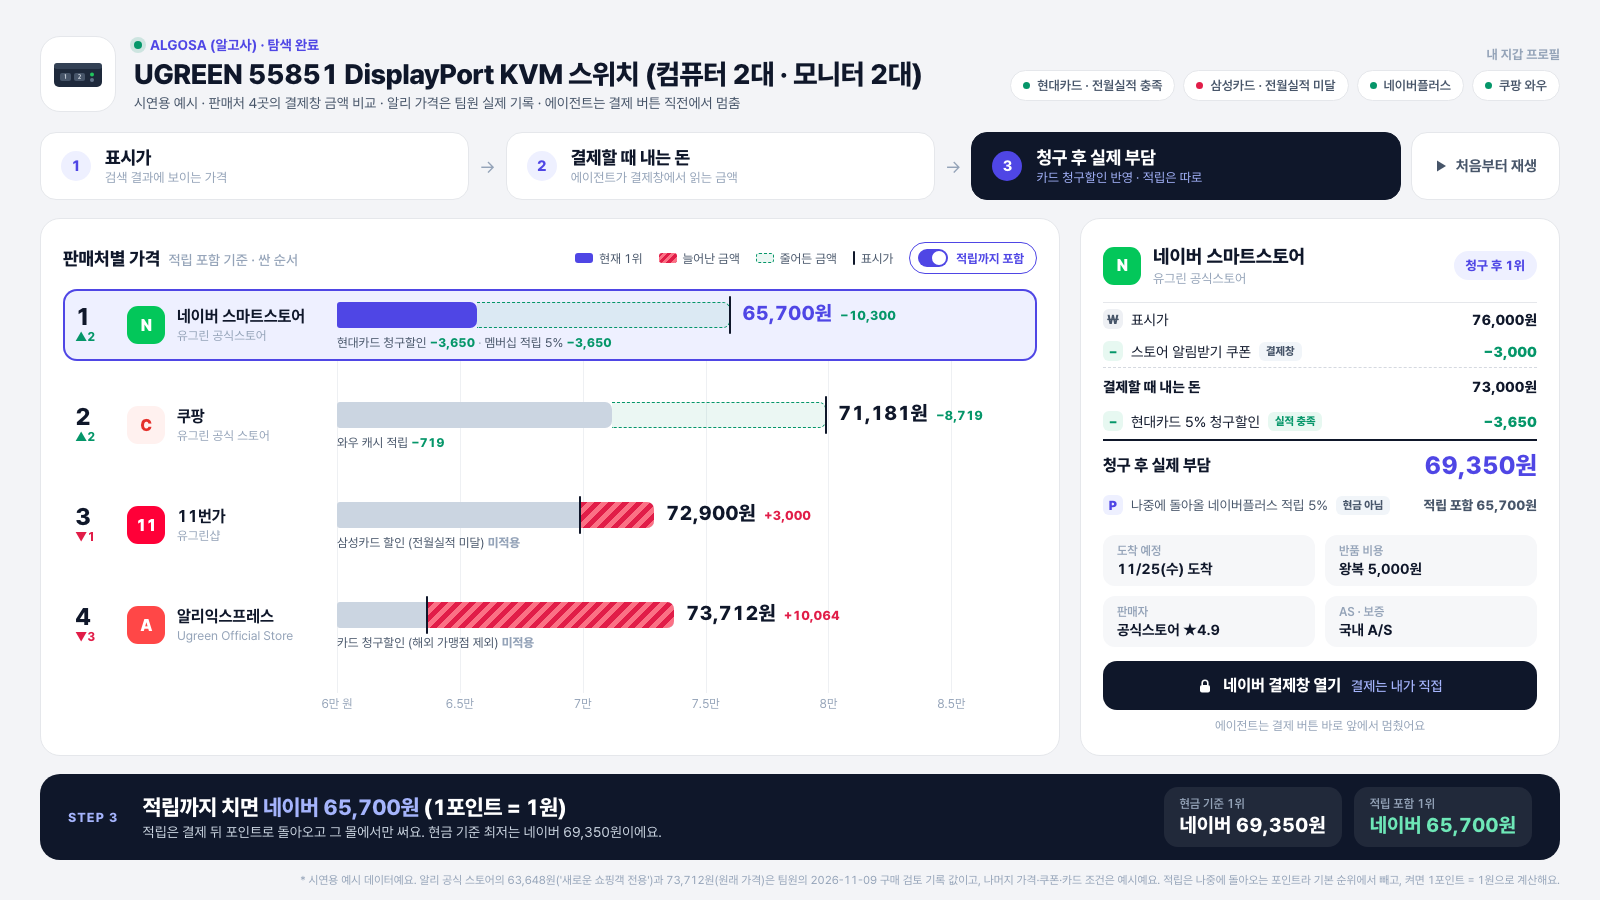 ALGOSA (알고사) · 탐색 완료
UGREEN 55851 DisplayPort KVM 스위치 (컴퓨터 2대 · 모니터 2대)
시연용 예시 · 판매처 4곳의 결제창 금액 비교 · 알리 가격은 팀원 실제 기록 · 에이전트는 결제 버튼 직전에서 멈춤
내 지갑 프로필
현대카드 · 전월실적 충족
삼성카드 · 전월실적 미달
네이버플러스
쿠팡 와우
1 표시가
검색 결과에 보이는 가격
→
2 결제할 때 내는 돈
에이전트가 결제창에서 읽는 금액
→
3 청구 후 실제 부담
카드 청구할인 반영 · 적립은 따로
▶ 처음부터 재생
판매처별 가격 적립 포함 기준 · 싼 순서
현재 1위
늘어난 금액
줄어든 금액
표시가
적립까지 포함
1 ▲2
N 네이버 스마트스토어
유그린 공식스토어
65,700원 −10,300
현대카드 청구할인 −3,650 · 멤버십 적립 5% −3,650
2 ▲2
C 쿠팡
유그린 공식 스토어
71,181원 −8,719
와우 캐시 적립 −719
3 ▼1
11 11번가
유그린샵
72,900원 +3,000
삼성카드 할인 (전월실적 미달) 미적용
4 ▼3
A 알리익스프레스
Ugreen Official Store
73,712원 +10,064
카드 청구할인 (해외 가맹점 제외) 미적용
6만 원 6.5만 7만 7.5만 8만 8.5만
N 네이버 스마트스토어
유그린 공식스토어
청구 후 1위
₩ 표시가 76,000원
− 스토어 알림받기 쿠폰 결제창 −3,000
결제할 때 내는 돈 73,000원
− 현대카드 5% 청구할인 실적 충족 −3,650
청구 후 실제 부담 69,350원
P 나중에 돌아올 네이버플러스 적립 5% 현금 아님 적립 포함 65,700원
도착 예정
11/25(수) 도착
반품 비용
왕복 5,000원
판매자
공식스토어 ★4.9
AS · 보증
국내 A/S
네이버 결제창 열기 결제는 내가 직접
에이전트는 결제 버튼 바로 앞에서 멈췄어요
STEP 3
적립까지 치면 네이버 65,700원 (1포인트 = 1원)
적립은 결제 뒤 포인트로 돌아오고 그 몰에서만 써요. 현금 기준 최저는 네이버 69,350원이에요.
현금 기준 1위
네이버 69,350원
적립 포함 1위
네이버 65,700원
* 시연용 예시 데이터예요. 알리 공식 스토어의 63,648원('새로운 쇼핑객 전용')과 73,712원(원래 가격)은 팀원의 2026-11-09 구매 검토 기록 값이고, 나머지 가격·쿠폰·카드 조건은 예시예요. 적립은 나중에 돌아오는 포인트라 기본 순위에서 빼고, 켜면 1포인트 = 1원으로 계산해요.